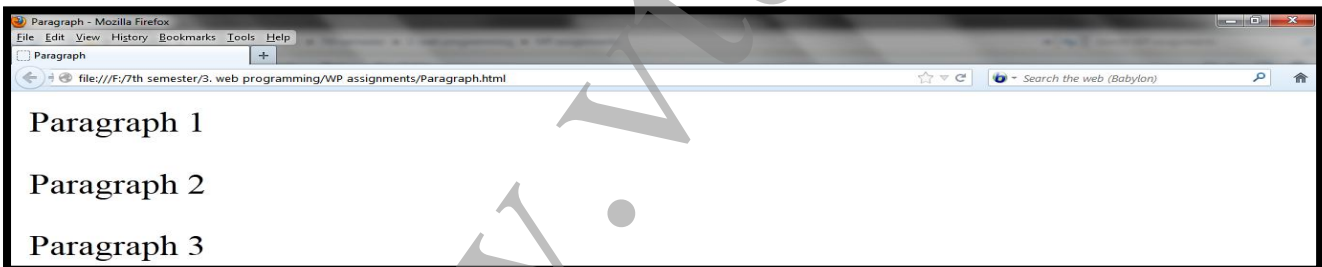 Paragraph - Mozilla Firefox
File Edit View History Bookmarks Tools Help
Paragraph
file:///F:/7th semester/3. web programming/WP assignments/Paragraph.html
Search the web (Babylon)
Paragraph 1
Paragraph 2
Paragraph 3